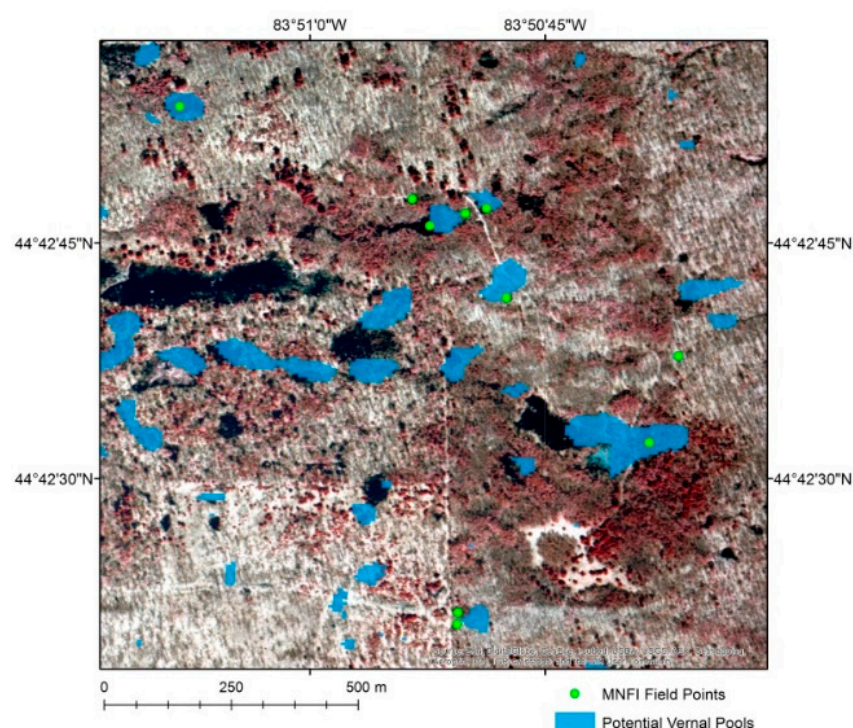 83°51'0"W 83°50'45"W
44°42'45"N 44°42'45"N
44°42'30"N 44°42'30"N
0 250 500 m
MNFI Field Points
Potential Vernal Pools